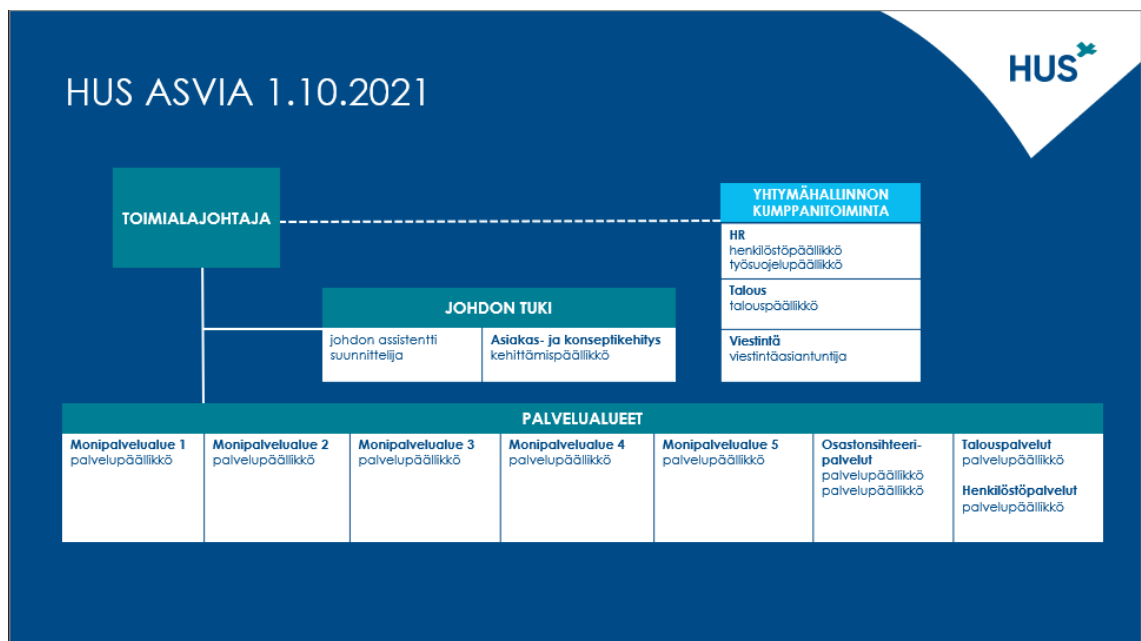 HUS ASVIA 1.10.2021
HUS
TOIMIALAJOHTAJA
YHTYMÄHALLINNON
KUMPPANITOIMINTA
HR
henkilöstöpäällikkö
työsuojelupäällikkö
Talous
talouspäällikkö
Viestintä
viestintäasiantuntija
JOHDON TUKI
johdon assistentti
suunnittelija
Asiakas- ja konseptikehitys
kehittämispäällikkö
PALVELUALUEET
Monipalvelualue 1
palvelupäällikkö
Monipalvelualue 2
palvelupäällikkö
Monipalvelualue 3
palvelupäällikkö
Monipalvelualue 4
palvelupäällikkö
Monipalvelualue 5
palvelupäällikkö
Osastonsihteeri-
palvelut
palvelupäällikkö
palvelupäällikkö
Talouspalvelut
palvelupäällikkö
Henkilöstöpalvelut
palvelupäällikkö